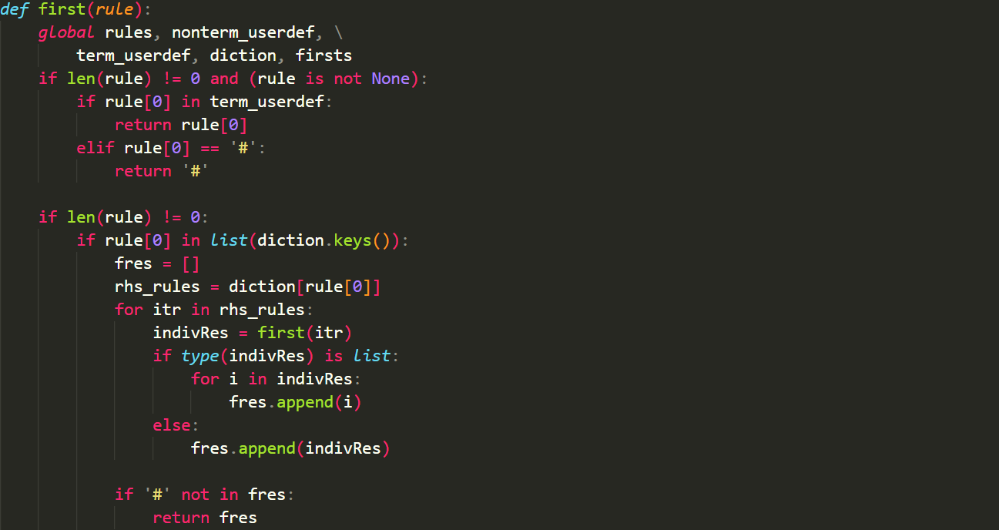 def first(rule):
    global rules, nonterm_userdef, \
        term_userdef, diction, firsts
    if len(rule) != 0 and (rule is not None):
        if rule[0] in term_userdef:
            return rule[0]
        elif rule[0] == '#':
            return '#'

    if len(rule) != 0:
        if rule[0] in list(diction.keys()):
            fres = []
            rhs_rules = diction[rule[0]]
            for itr in rhs_rules:
                indivRes = first(itr)
                if type(indivRes) is list:
                    for i in indivRes:
                        fres.append(i)
                else:
                    fres.append(indivRes)

            if '#' not in fres:
                return fres